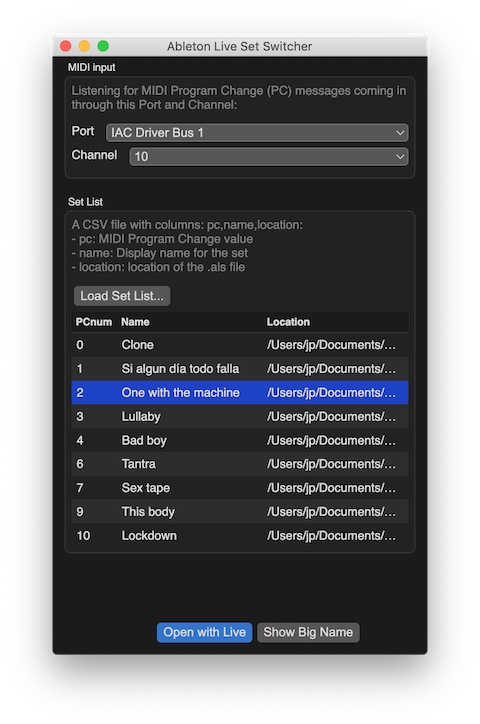 Ableton Live Set Switcher
MIDI input
Listening for MIDI Program Change (PC) messages coming in
through this Port and Channel:
Port IAC Driver Bus 1
Channel 10
Set List
A CSV file with columns: pc,name,location:
- pc: MIDI Program Change value
- name: Display name for the set
- location: location of the .als file
Load Set List...
PCnum Name Location
0 Clone /Users/jp/Documents/…
1 Si algun día todo falla /Users/jp/Documents/…
2 One with the machine /Users/jp/Documents/…
3 Lullaby /Users/jp/Documents/…
4 Bad boy /Users/jp/Documents/…
6 Tantra /Users/jp/Documents/…
7 Sex tape /Users/jp/Documents/…
9 This body /Users/jp/Documents/…
10 Lockdown /Users/jp/Documents/…
Open with Live Show Big Name